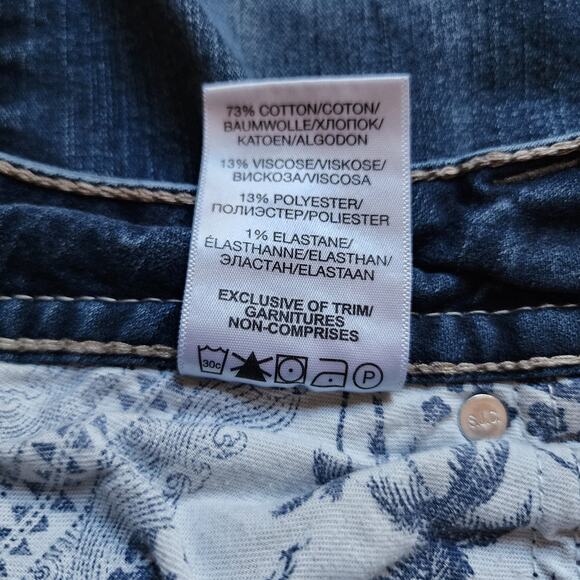 73% COTTON/COTON/
BAUMWOLLE/ХЛОПОК/
KATOEN/ALGODON
13% VISCOSE/VISKOSE/
ВИСКОЗА/VISCOSA
13% POLYESTER/
ПОЛИЭСТЕР/POLIESTER
1% ELASTANE/
ÉLASTHANNE/ELASTHAN/
ЭЛАСТАН/ELASTAAN
EXCLUSIVE OF TRIM/
GARNITURES
NON-COMPRISES
30c P